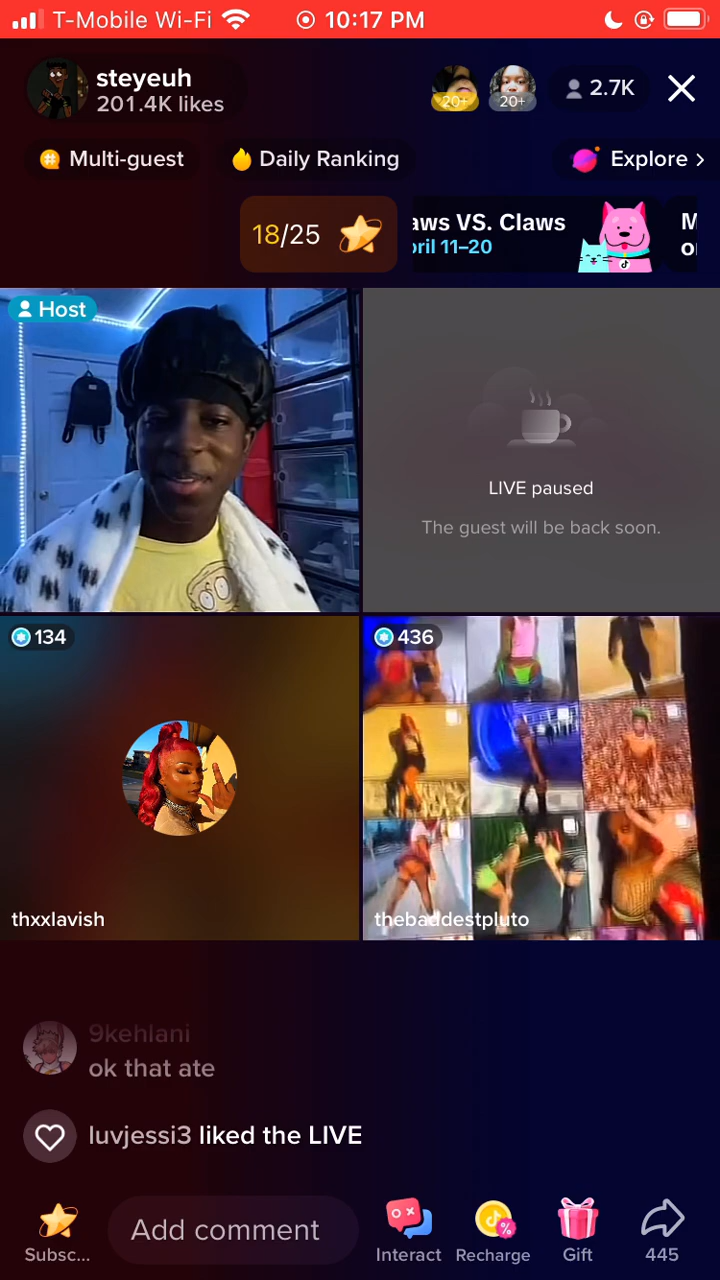 T-Mobile Wi-Fi 10:17 PM
steyeuh
201.4K likes
20+
20+
2.7K
Multi-guest
Daily Ranking
Explore >
18/25
aws VS. Claws
ril 11–20
M
o
Host
LIVE paused
The guest will be back soon.
134
436
thxxlavish
thebaddestpluto
9kehlani
ok that ate
luvjessi3 liked the LIVE
Add comment
Subsc...
Interact
Recharge
Gift
445